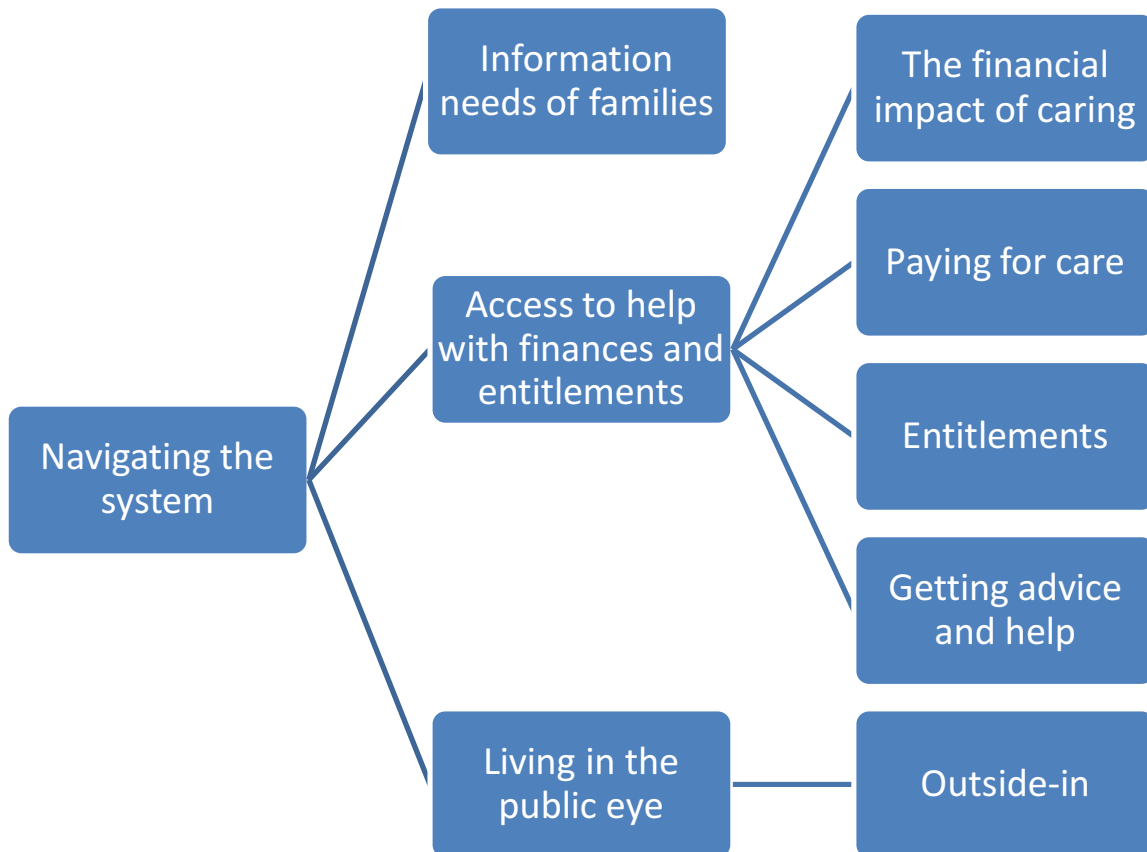 Navigating the
system
Information
needs of families
Access to help
with finances and
entitlements
Living in the
public eye
The financial
impact of caring
Paying for care
Entitlements
Getting advice
and help
Outside-in